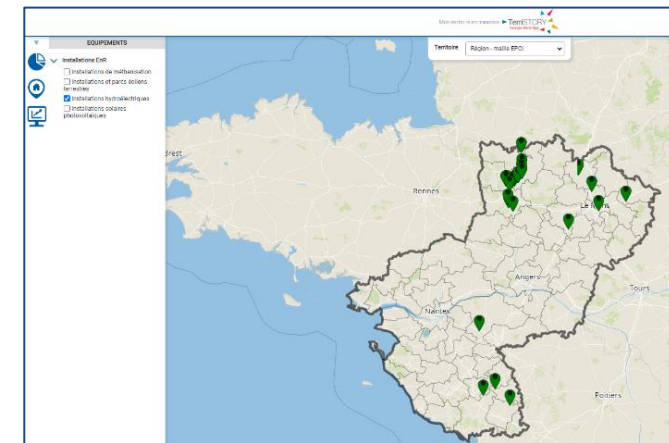 TerriSTORY
EQUIPEMENTS
Installations EnR
Installations de méthanisation
Installations et parcs éoliens
terrestres
Installations hydroélectriques
Installations solaires
photovoltaïques
Territoire
Région - maille EPCI
Rennes
Le Mans
Angers
Tours
Nantes
Poitiers